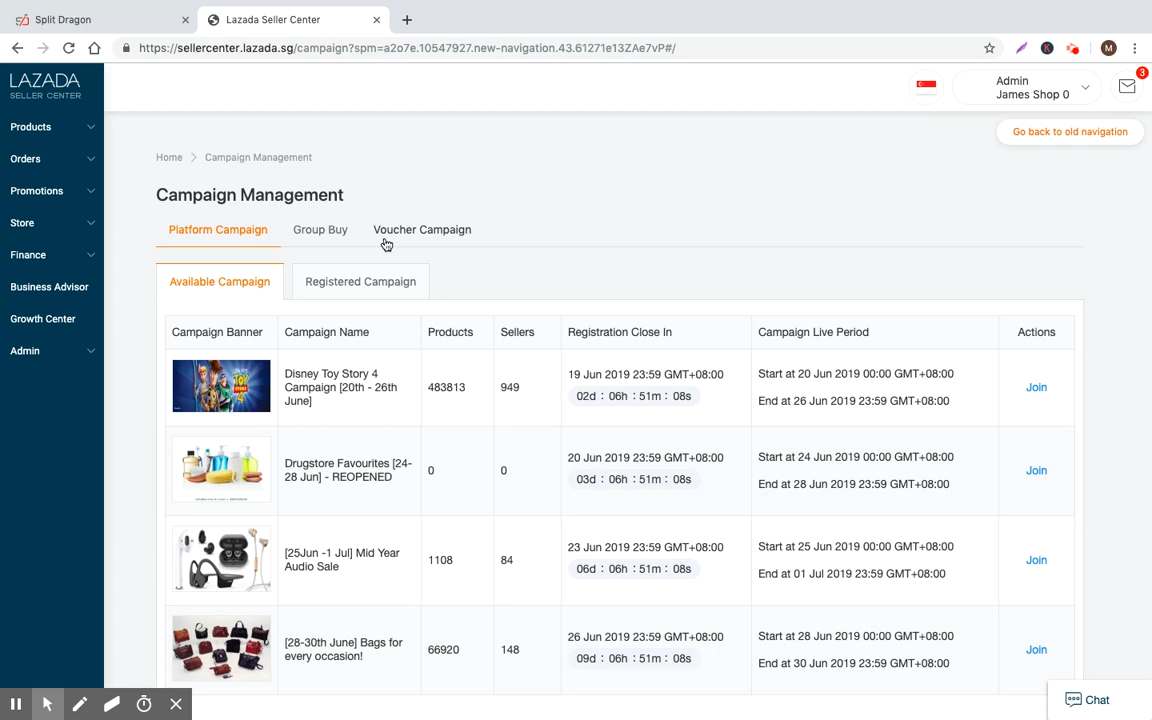 Split Dragon
Lazada Seller Center
https://sellercenter.lazada.sg/campaign?spm=a2o7e.10547927.new-navigation.43.61271e13ZAe7vP#/
M
LAZADA
SELLER CENTER
Admin
James Shop 0
3
Go back to old navigation
Products
Orders
Promotions
Store
Finance
Business Advisor
Growth Center
Admin
Home > Campaign Management
Campaign Management
Platform Campaign Group Buy Voucher Campaign
Available Campaign Registered Campaign
Campaign Banner Campaign Name Products Sellers Registration Close In Campaign Live Period Actions
TOY
STORY
4
Disney Toy Story 4
Campaign [20th - 26th
June]
483813
949
19 Jun 2019 23:59 GMT+08:00
02d : 06h : 51m : 08s
Start at 20 Jun 2019 00:00 GMT+08:00
End at 26 Jun 2019 23:59 GMT+08:00
Join
Drugstore Favourites [24-
28 Jun] - REOPENED
0
0
20 Jun 2019 23:59 GMT+08:00
03d : 06h : 51m : 08s
Start at 24 Jun 2019 00:00 GMT+08:00
End at 28 Jun 2019 23:59 GMT+08:00
Join
[25Jun -1 Jul] Mid Year
Audio Sale
1108
84
23 Jun 2019 23:59 GMT+08:00
06d : 06h : 51m : 08s
Start at 25 Jun 2019 00:00 GMT+08:00
End at 01 Jul 2019 23:59 GMT+08:00
Join
[28-30th June] Bags for
every occasion!
66920
148
26 Jun 2019 23:59 GMT+08:00
09d : 06h : 51m : 08s
Start at 28 Jun 2019 00:00 GMT+08:00
End at 30 Jun 2019 23:59 GMT+08:00
Join
Chat